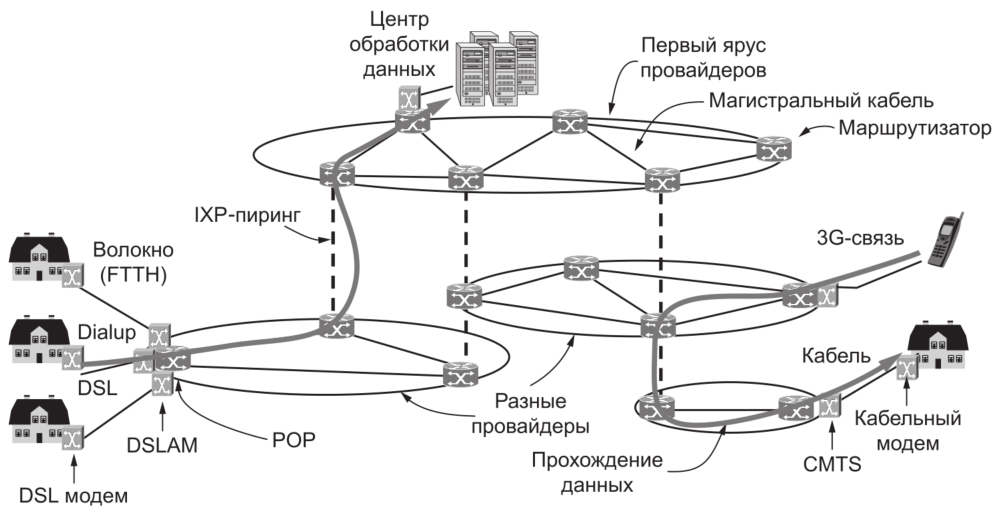 Центр
обработки
данных
Первый ярус
провайдеров
Магистральный кабель
Маршрутизатор
IXP-пиринг
3G-связь
Волокно
(FTTH)
Dialup
DSL
Кабель
DSLAM
POP
Разные
провайдеры
Кабельный
модем
CMTS
Прохождение
данных
DSL модем